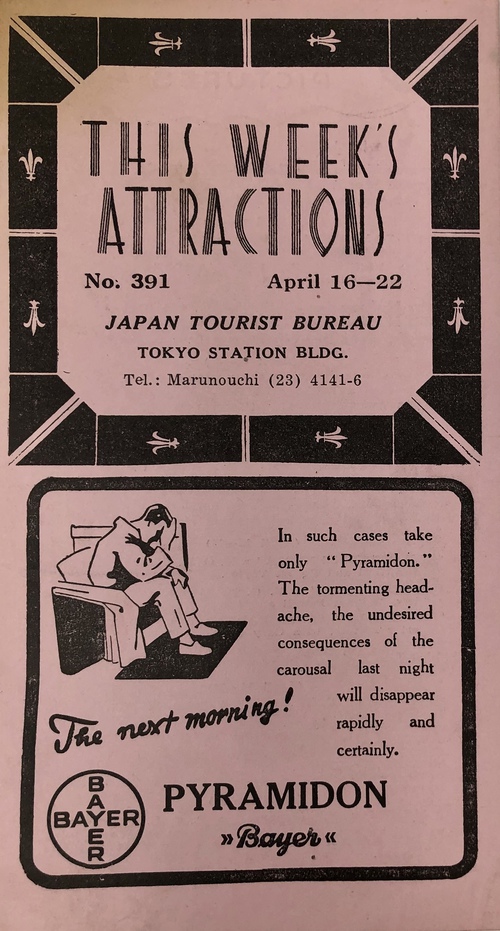 THIS WEEK'S
ATTRACTIONS
No. 391 April 16—22
JAPAN TOURIST BUREAU
TOKYO STATION BLDG.
Tel.: Marunouchi (23) 4141-6
In such cases take
only “Pyramidon.”
The tormenting head-
ache, the undesired
consequences of the
carousal last night
will disappear
rapidly and
certainly.
The next morning!
BAYER
BAYER
PYRAMIDON
»Bayer«